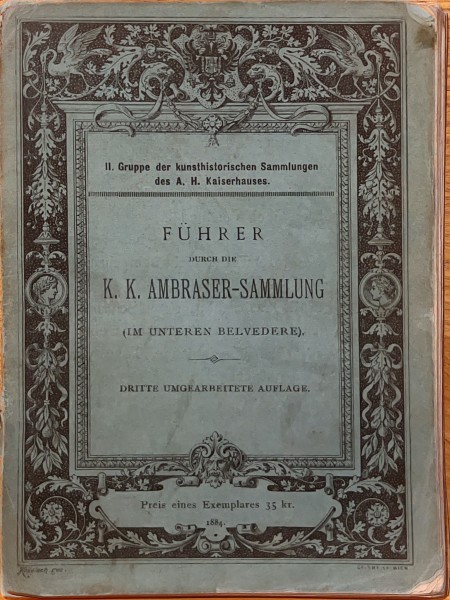 II. Gruppe der kunsthistorischen Sammlungen
des A. H. Kaiserhauses.
FÜHRER
DURCH DIE
K. K. AMBRASER-SAMMLUNG
(IM UNTEREN BELVEDERE).
DRITTE UMGEARBEITETE AUFLAGE.
Preis eines Exemplares 35 kr.
1884.